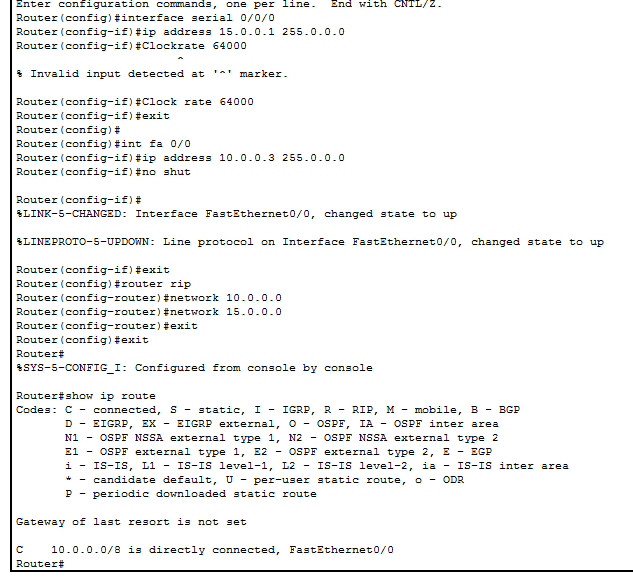 Enter configuration commands, one per line.  End with CNTL/Z.
Router(config)#interface serial 0/0/0
Router(config-if)#ip address 15.0.0.1 255.0.0.0
Router(config-if)#Clockrate 64000
                       ^
% Invalid input detected at '^' marker.

Router(config-if)#Clock rate 64000
Router(config-if)#exit
Router(config)#
Router(config)#int fa 0/0
Router(config-if)#ip address 10.0.0.3 255.0.0.0
Router(config-if)#no shut

Router(config-if)#
%LINK-5-CHANGED: Interface FastEthernet0/0, changed state to up

%LINEPROTO-5-UPDOWN: Line protocol on Interface FastEthernet0/0, changed state to up

Router(config-if)#exit
Router(config)#router rip
Router(config-router)#network 10.0.0.0
Router(config-router)#network 15.0.0.0
Router(config-router)#exit
Router(config)#exit
Router#
%SYS-5-CONFIG_I: Configured from console by console

Router#show ip route
Codes: C - connected, S - static, I - IGRP, R - RIP, M - mobile, B - BGP
       D - EIGRP, EX - EIGRP external, O - OSPF, IA - OSPF inter area
       N1 - OSPF NSSA external type 1, N2 - OSPF NSSA external type 2
       E1 - OSPF external type 1, E2 - OSPF external type 2, E - EGP
       i - IS-IS, L1 - IS-IS level-1, L2 - IS-IS level-2, ia - IS-IS inter area
       * - candidate default, U - per-user static route, o - ODR
       P - periodic downloaded static route

Gateway of last resort is not set

C    10.0.0.0/8 is directly connected, FastEthernet0/0
Router#